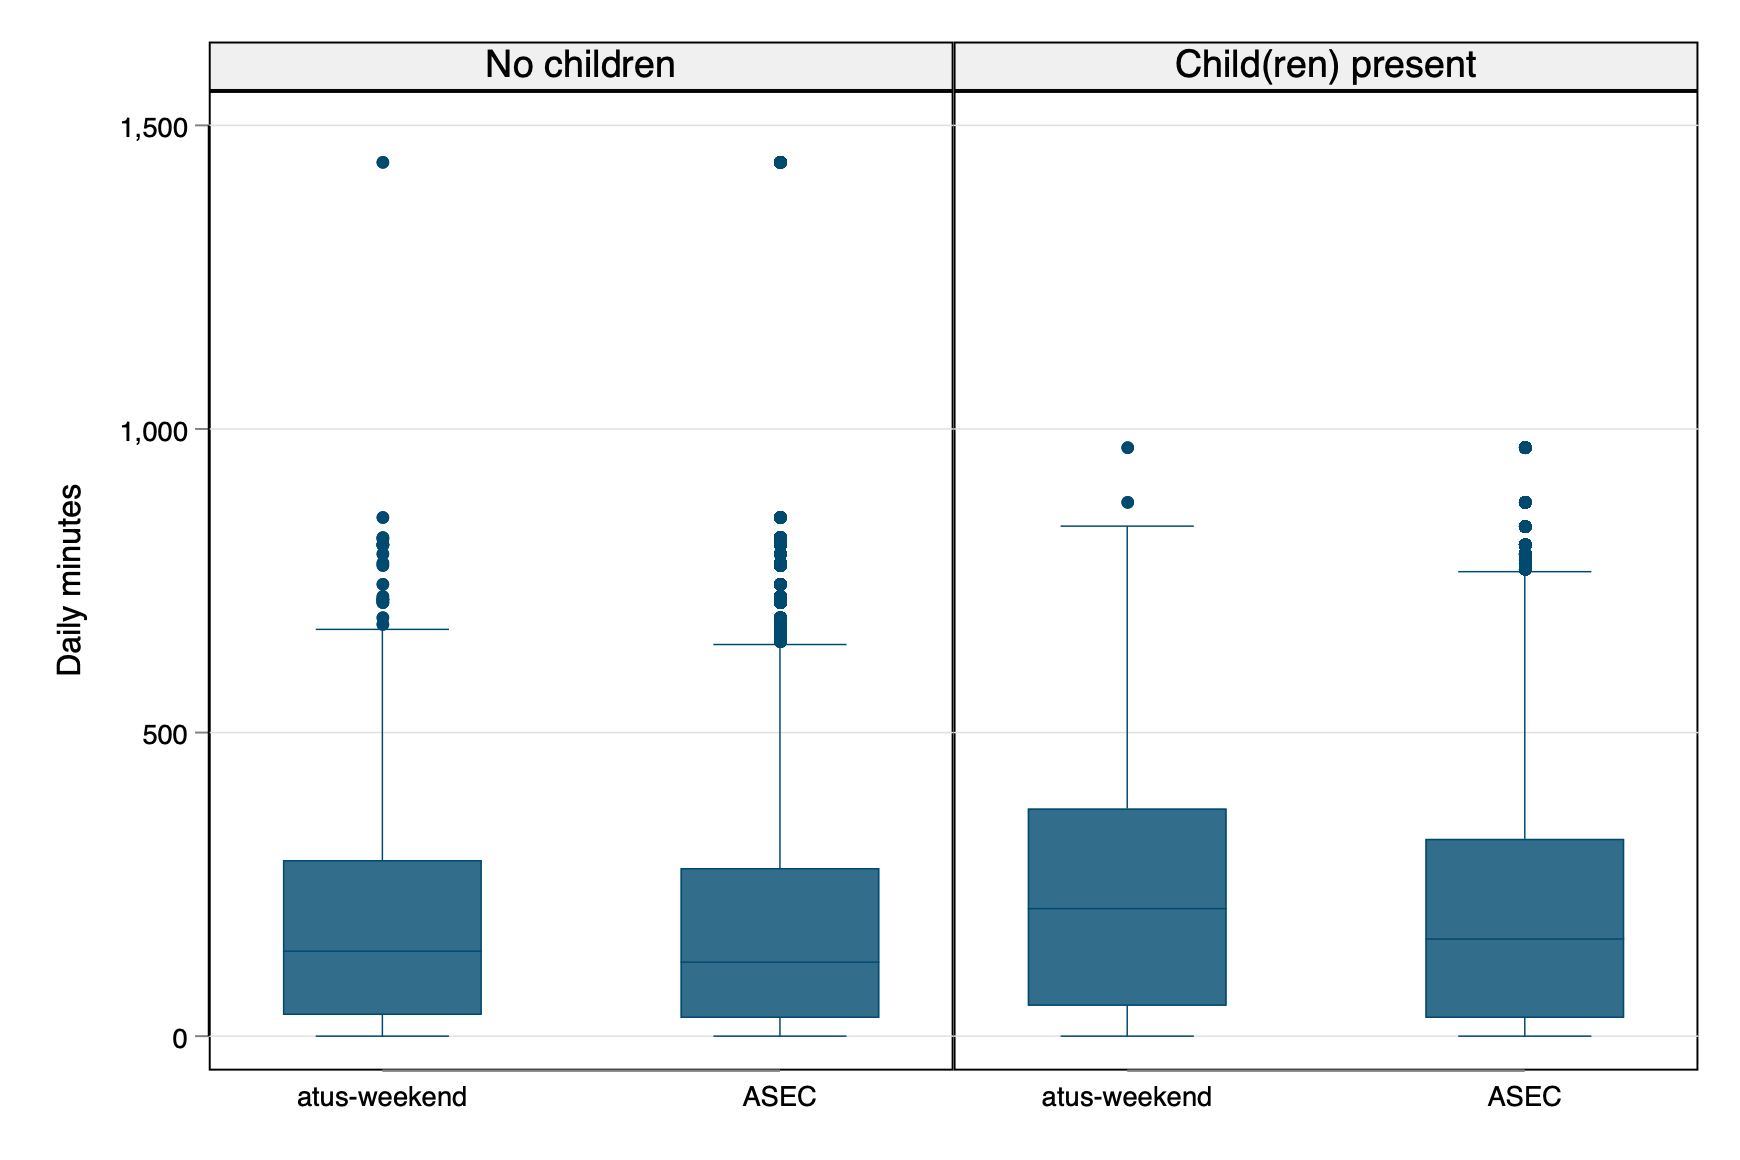 No children
Child(ren) present
Daily minutes
1,500
1,000
500
0
atus-weekend
ASEC
atus-weekend
ASEC